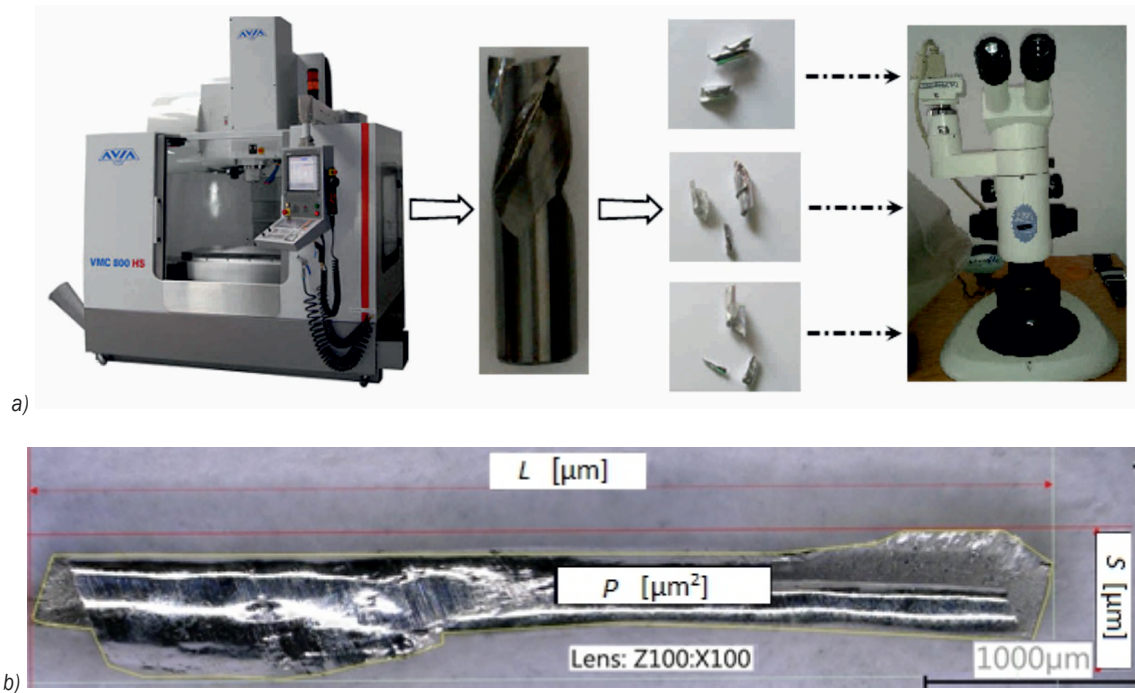 AVIA
AVIA
VMC 800 HS
a)
L [μm]
P [μm²]
S [μm]
Lens: Z100:X100
1000μm
b)